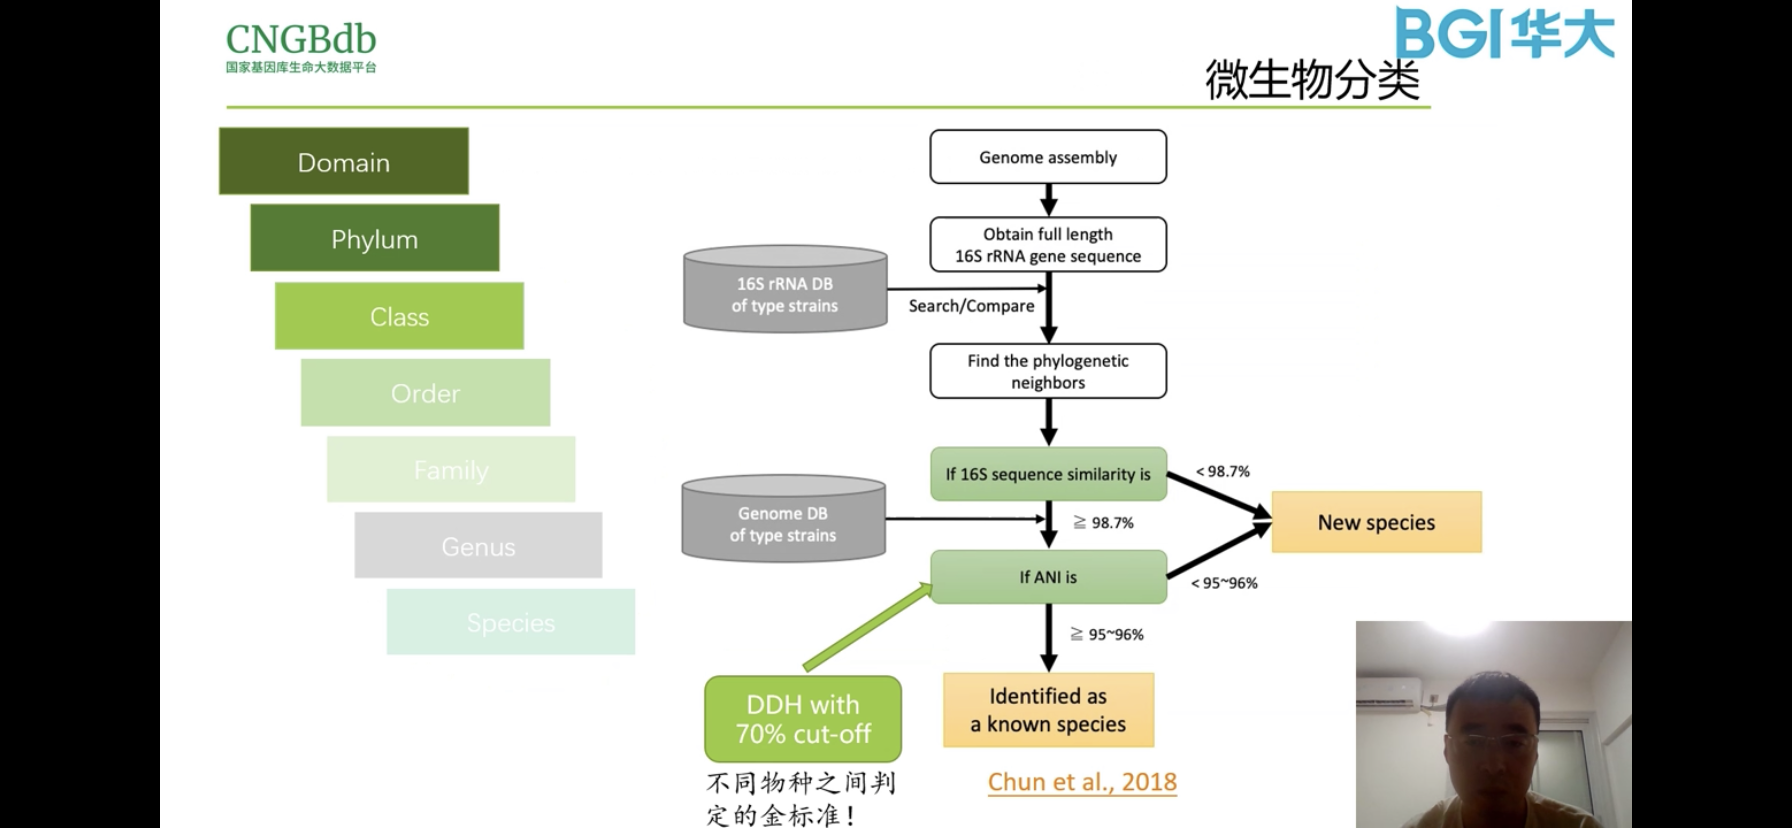 CNGBdb
国家基因库生命大数据平台
BGI华大
微生物分类
Domain
Phylum
Class
Order
Family
Genus
Species
Genome assembly
Obtain full length
16S rRNA gene sequence
16S rRNA DB
of type strains
Search/Compare
Find the phylogenetic
neighbors
If 16S sequence similarity is
< 98.7%
Genome DB
of type strains
≧ 98.7%
New species
If ANI is
< 95~96%
≧ 95~96%
DDH with
70% cut-off
Identified as
a known species
不同物种之间判
定的金标准！
Chun et al., 2018